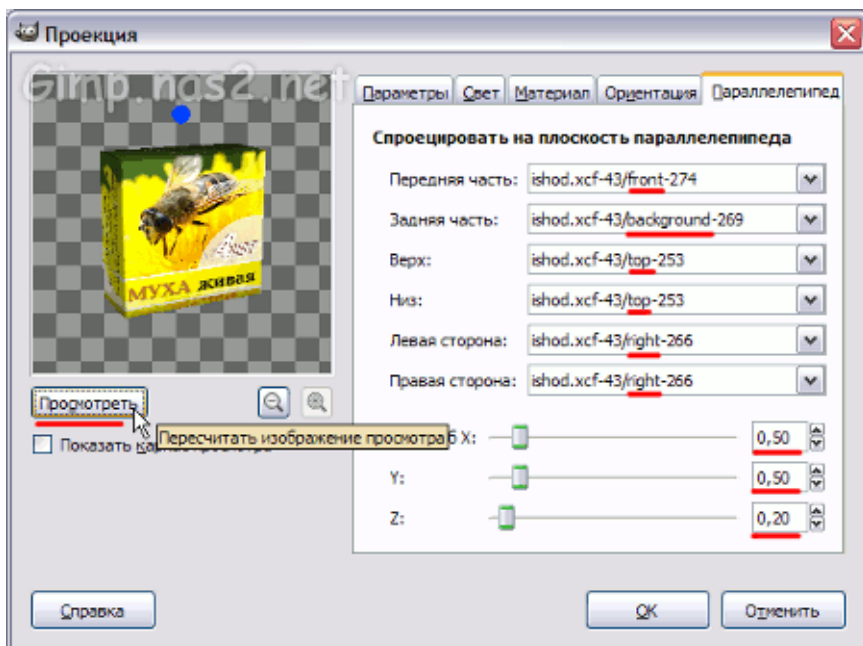 Проекция
Gimp.nas2.net
Параметры Свет Материал Ориентация Параллелепипед
МУХА живая
Просмотреть
Пересчитать изображение просмотра
Показать
Спроецировать на плоскость параллелепипеда
Передняя часть: ishod.xcf-43/front-274
Задняя часть: ishod.xcf-43/background-269
Верх: ishod.xcf-43/top-253
Низ: ishod.xcf-43/top-253
Левая сторона: ishod.xcf-43/right-266
Правая сторона: ishod.xcf-43/right-266
X: 0,50
Y: 0,50
Z: 0,20
Справка
OK
Отменить